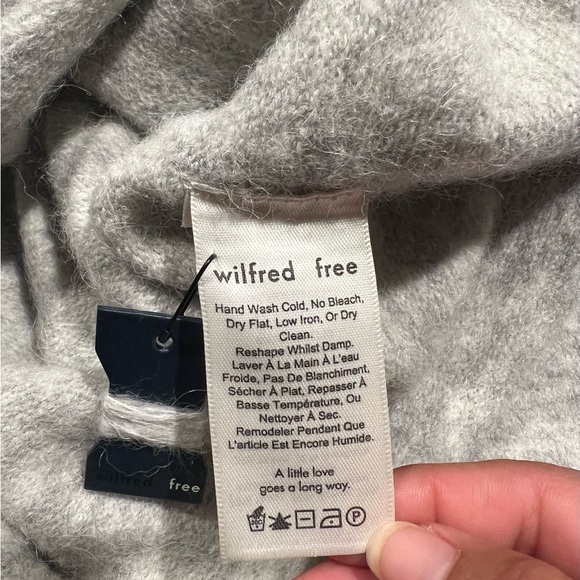 wilfred free
Hand Wash Cold, No Bleach,
Dry Flat, Low Iron, Or Dry
Clean.
Reshape Whilst Damp.
Laver À La Main À L'eau
Froide, Pas De Blanchiment,
Sécher À Plat, Repasser À
Basse Température, Ou
Nettoyer À Sec.
Remodeler Pendant Que
L'article Est Encore Humide.
A little love
goes a long way.
P
wilfred free